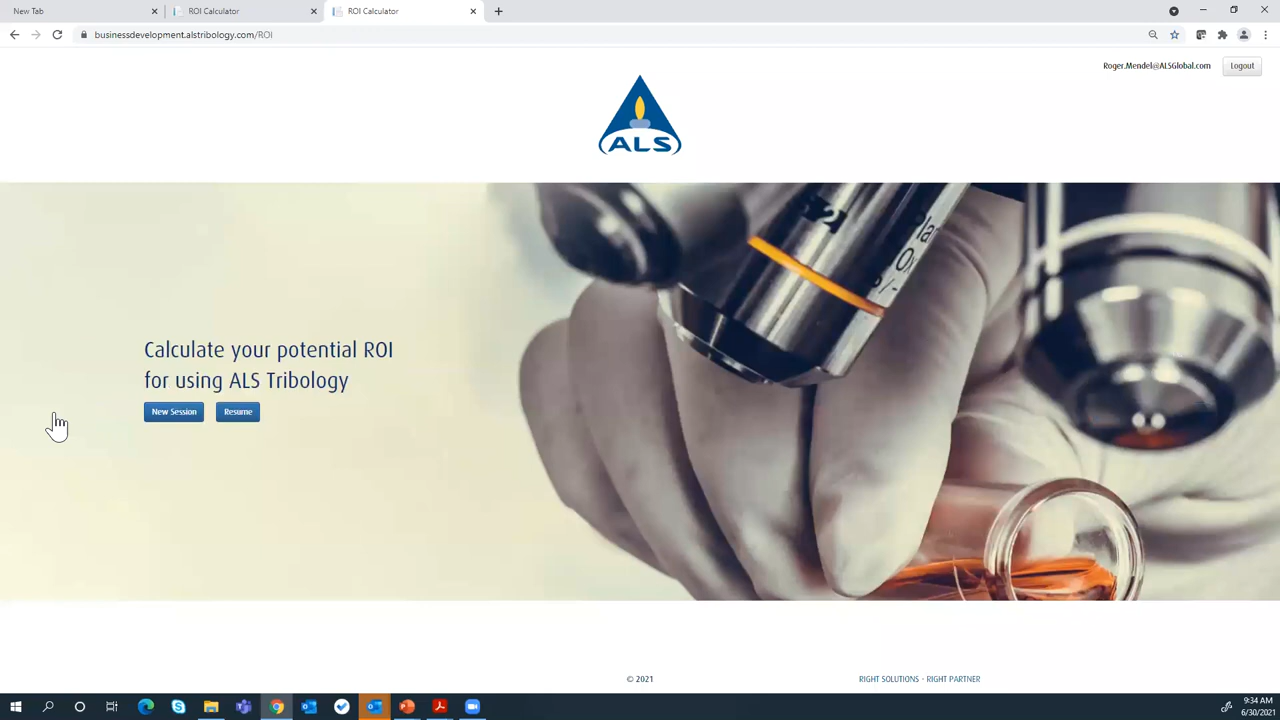 New Tab
ROI Calculator
ROI Calculator
businessdevelopment.alstribology.com/ROI
Roger.Mendel@ALSGlobal.com
Logout
ALS
Calculate your potential ROI
for using ALS Tribology
New Session
Resume
© 2021
RIGHT SOLUTIONS · RIGHT PARTNER
9:34 AM
6/30/2021